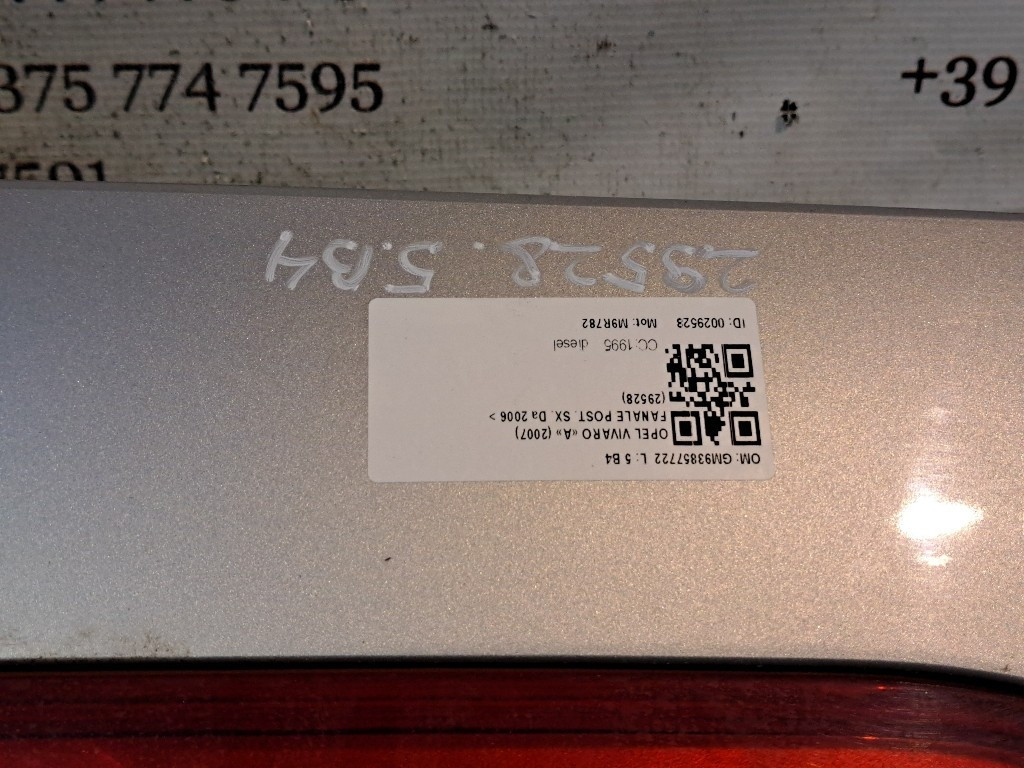 375 774 7595
+39
7591
29528. 5.B4
OM: GM93857722 L: 5 B4
OPEL VIVARO «A» (2007)
FANALE POST. SX. Da 2006 >
(29528)
CC: 1995 diesel
ID: 0029523 Mot: M9R782